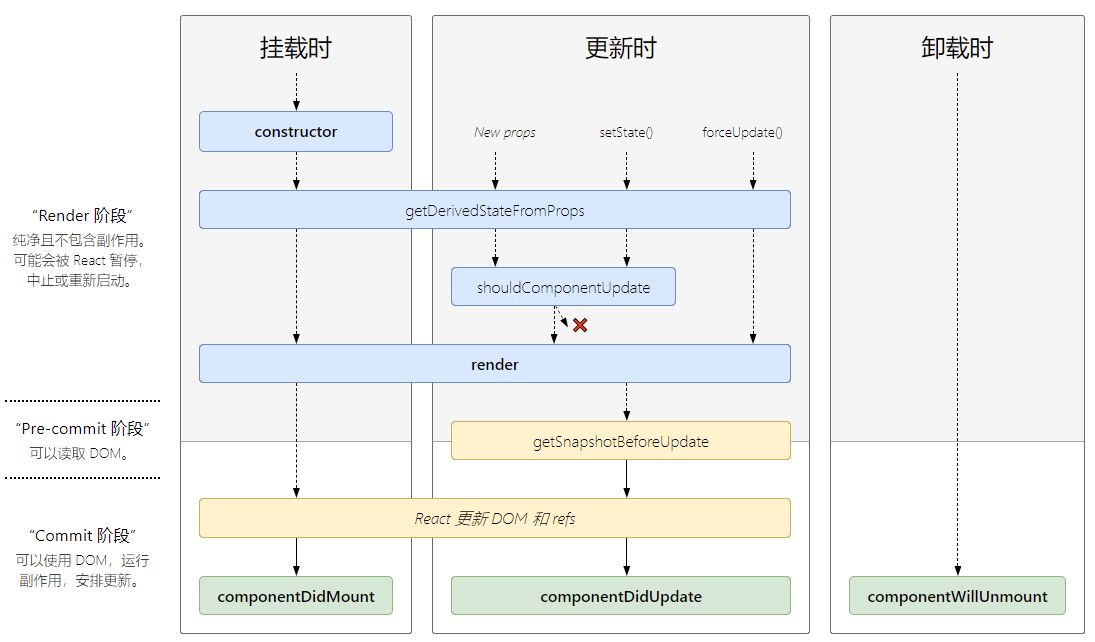 挂载时
更新时
卸载时
constructor
New props
setState()
forceUpdate()
getDerivedStateFromProps
“Render 阶段”
纯净且不包含副作用。
可能会被 React 暂停，
中止或重新启动。
shouldComponentUpdate
render
“Pre-commit 阶段”
可以读取 DOM。
getSnapshotBeforeUpdate
React 更新 DOM 和 refs
“Commit 阶段”
可以使用 DOM，运行
副作用，安排更新。
componentDidMount
componentDidUpdate
componentWillUnmount